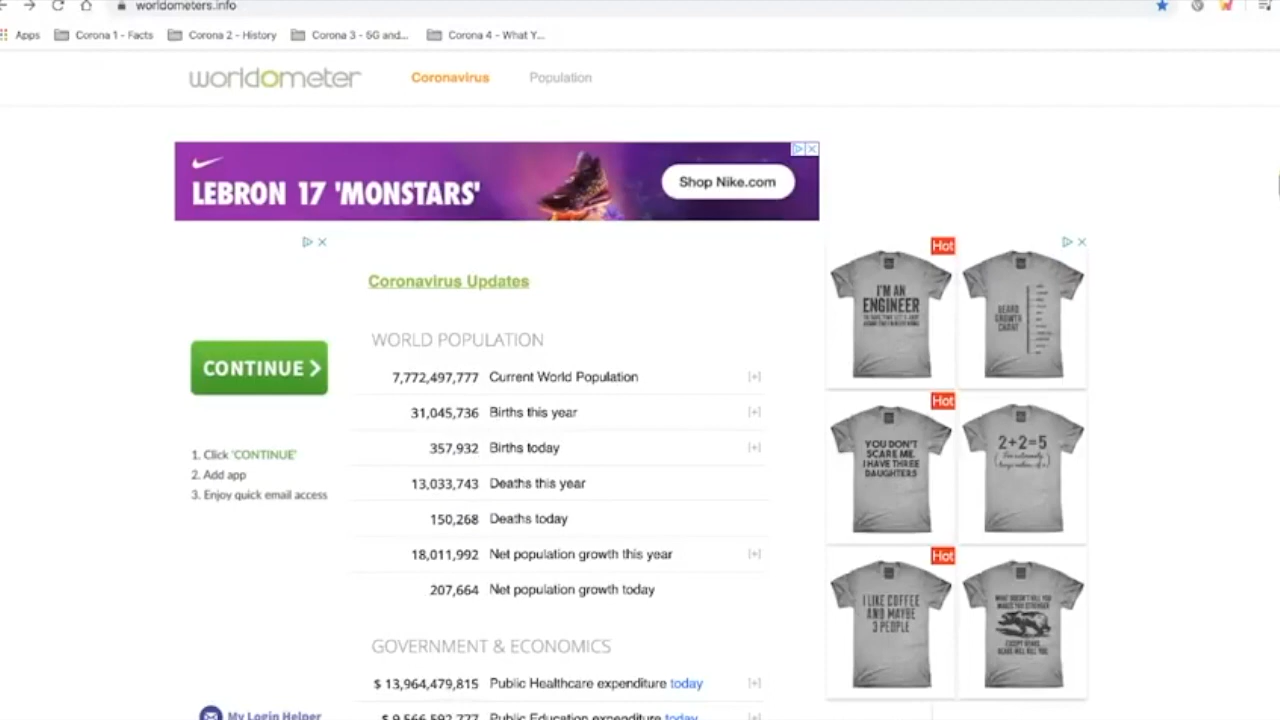 worldometers.info
Apps
Corona 1 - Facts
Corona 2 - History
Corona 3 - 5G and...
Corona 4 - What Y...
worldometer
Coronavirus
Population
LEBRON 17 'MONSTARS'
Shop Nike.com
Coronavirus Updates
WORLD POPULATION
7,772,497,777 Current World Population [+]
31,045,736 Births this year [+]
357,932 Births today [+]
13,033,743 Deaths this year
150,268 Deaths today
18,011,992 Net population growth this year [+]
207,664 Net population growth today
GOVERNMENT & ECONOMICS
$ 13,964,479,815 Public Healthcare expenditure today [+]
$ 9,566,592,777 Public Education expenditure today [+]
CONTINUE >
1. Click 'CONTINUE'
2. Add app
3. Enjoy quick email access
My Login Helper
Hot
I'M AN
ENGINEER
BEARD
GROWTH
CHART
Hot
YOU DON'T
SCARE ME
I HAVE THREE
DAUGHTERS
2+2=5
Hot
I LIKE COFFEE
AND MAYBE
3 PEOPLE
WHAT DOESN'T KILL YOU
MAKES YOU STRONGER
EXCEPT BEARS
BEARS WILL KILL YOU